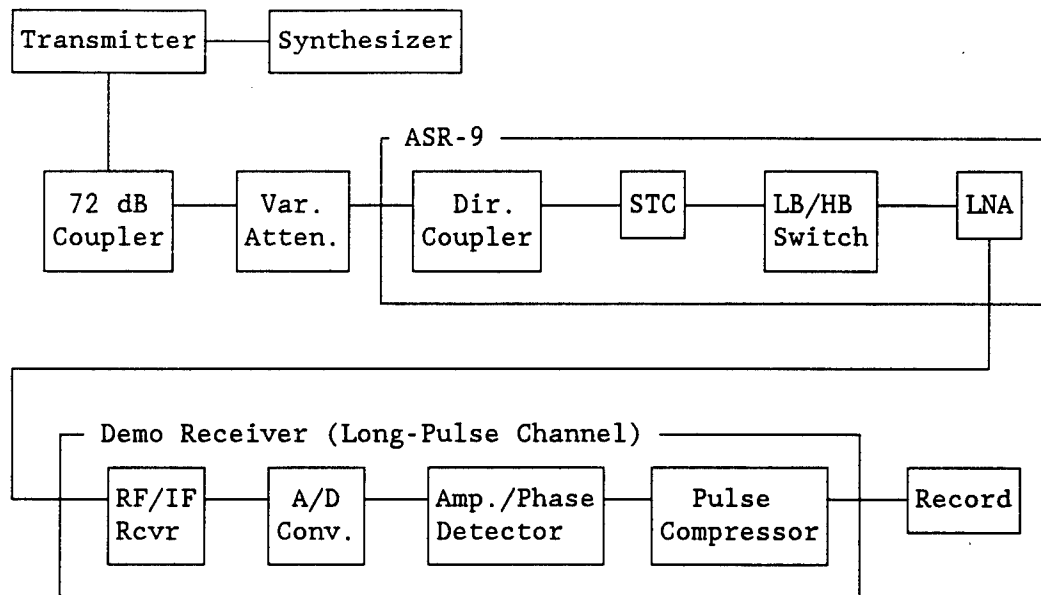 Transmitter
Synthesizer
ASR-9
72 dB
Coupler
Var.
Atten.
Dir.
Coupler
STC
LB/HB
Switch
LNA
Demo Receiver (Long-Pulse Channel)
RF/IF
Rcvr
A/D
Conv.
Amp./Phase
Detector
Pulse
Compressor
Record